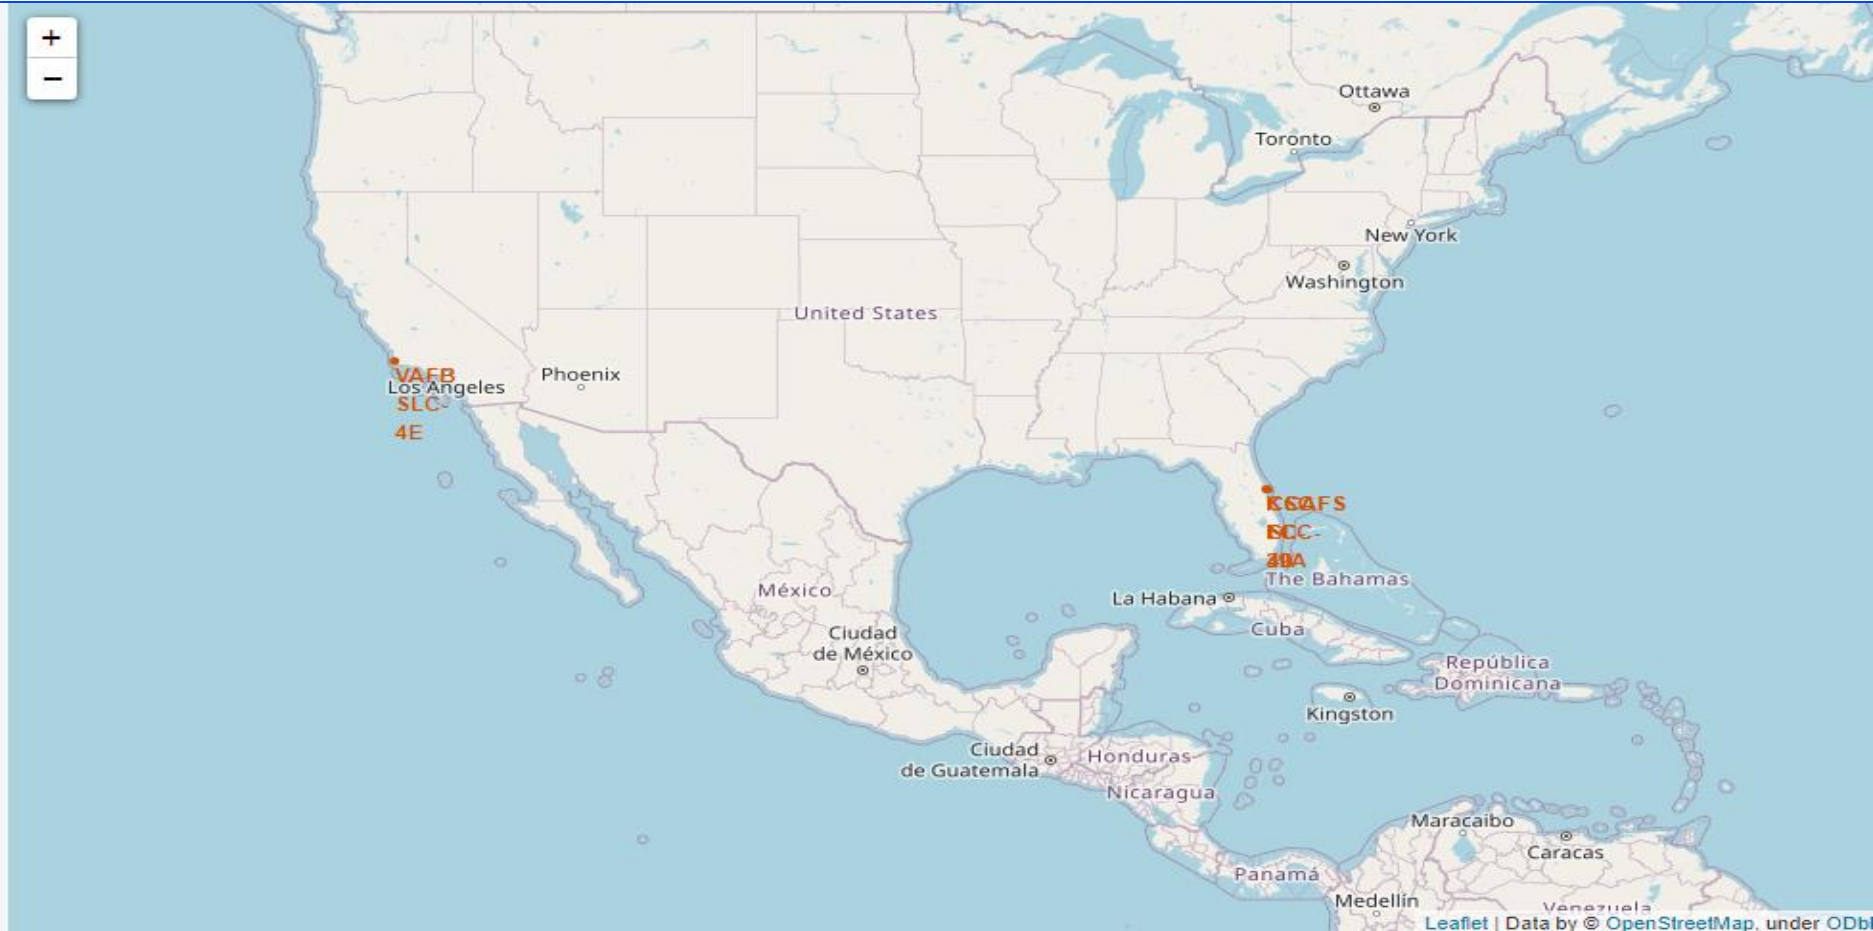 +
−
Ottawa
Toronto
New York
Washington
United States
VAFB
Los Angeles
SLC-
4E
Phoenix
The Bahamas
La Habana
Cuba
México
Ciudad
de México
República
Dominicana
Kingston
Ciudad
de Guatemala
Honduras
Nicaragua
Maracaibo
Caracas
Panamá
Medellín
Venezuela
Leaflet | Data by © OpenStreetMap, under ODbL